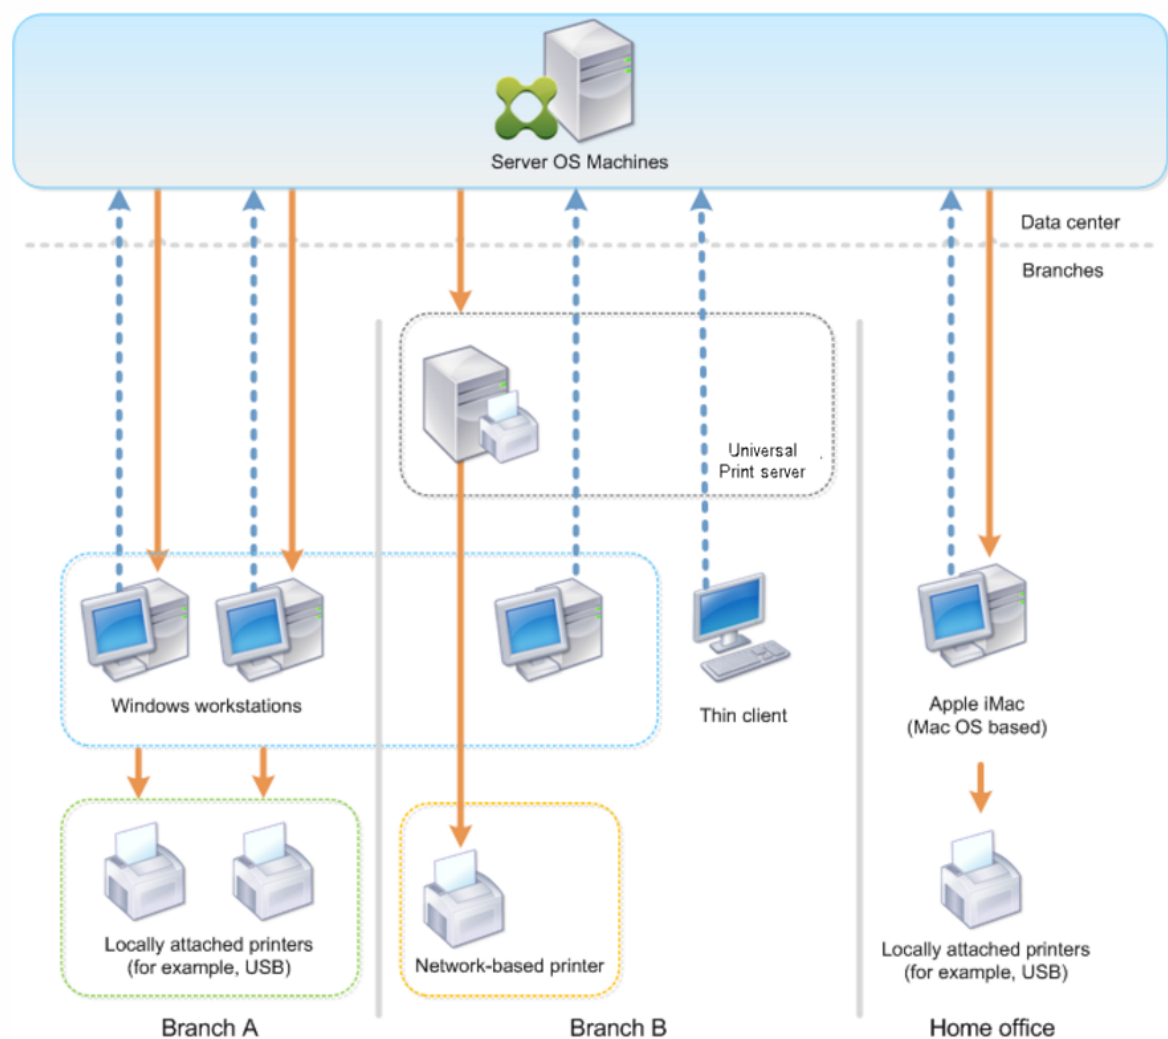 Server OS Machines
Data center
Branches
Universal
Print server
Windows workstations
Thin client
Apple iMac
(Mac OS based)
Locally attached printers
(for example, USB)
Network-based printer
Locally attached printers
(for example, USB)
Branch A
Branch B
Home office